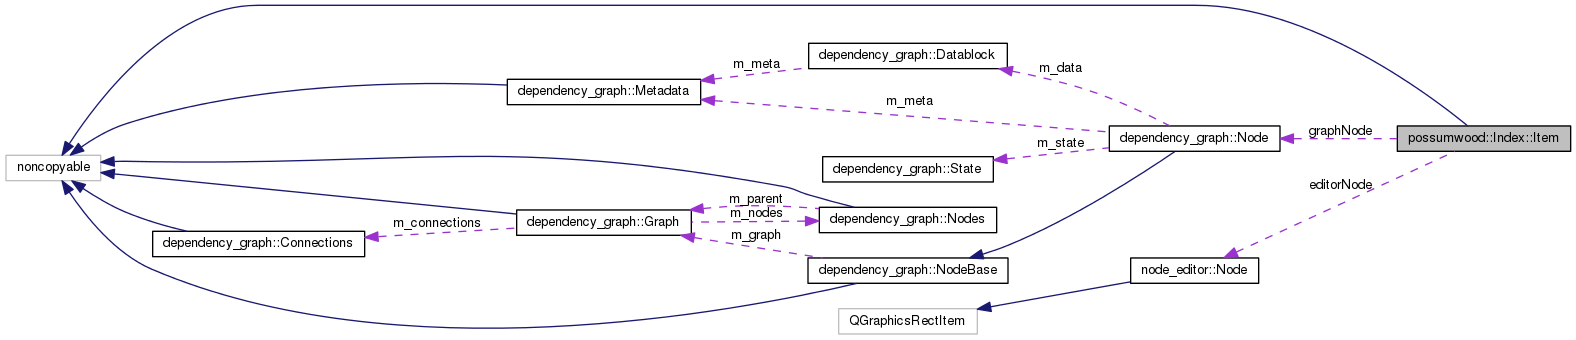 dependency_graph::Datablock
m_meta
m_data
dependency_graph::Metadata
m_meta
graphNode
possumwood::Index::Item
dependency_graph::Node
m_state
noncopyable
dependency_graph::State
editorNode
m_parent
m_nodes
dependency_graph::Nodes
m_connections
dependency_graph::Graph
m_graph
dependency_graph::Connections
dependency_graph::NodeBase
node_editor::Node
QGraphicsRectItem